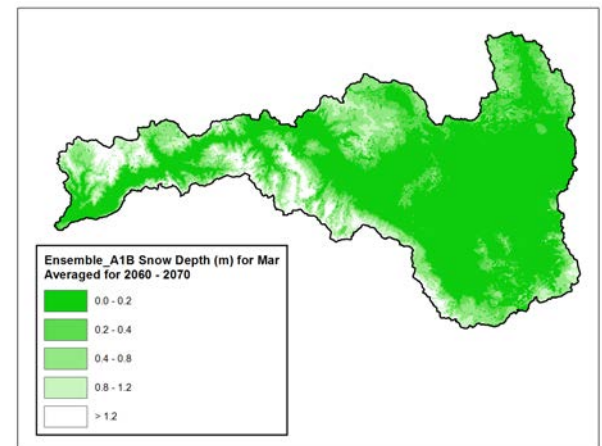 Ensemble_A1B Snow Depth (m) for Mar
Averaged for 2060 - 2070
0.0 - 0.2
0.2 - 0.4
0.4 - 0.8
0.8 - 1.2
> 1.2